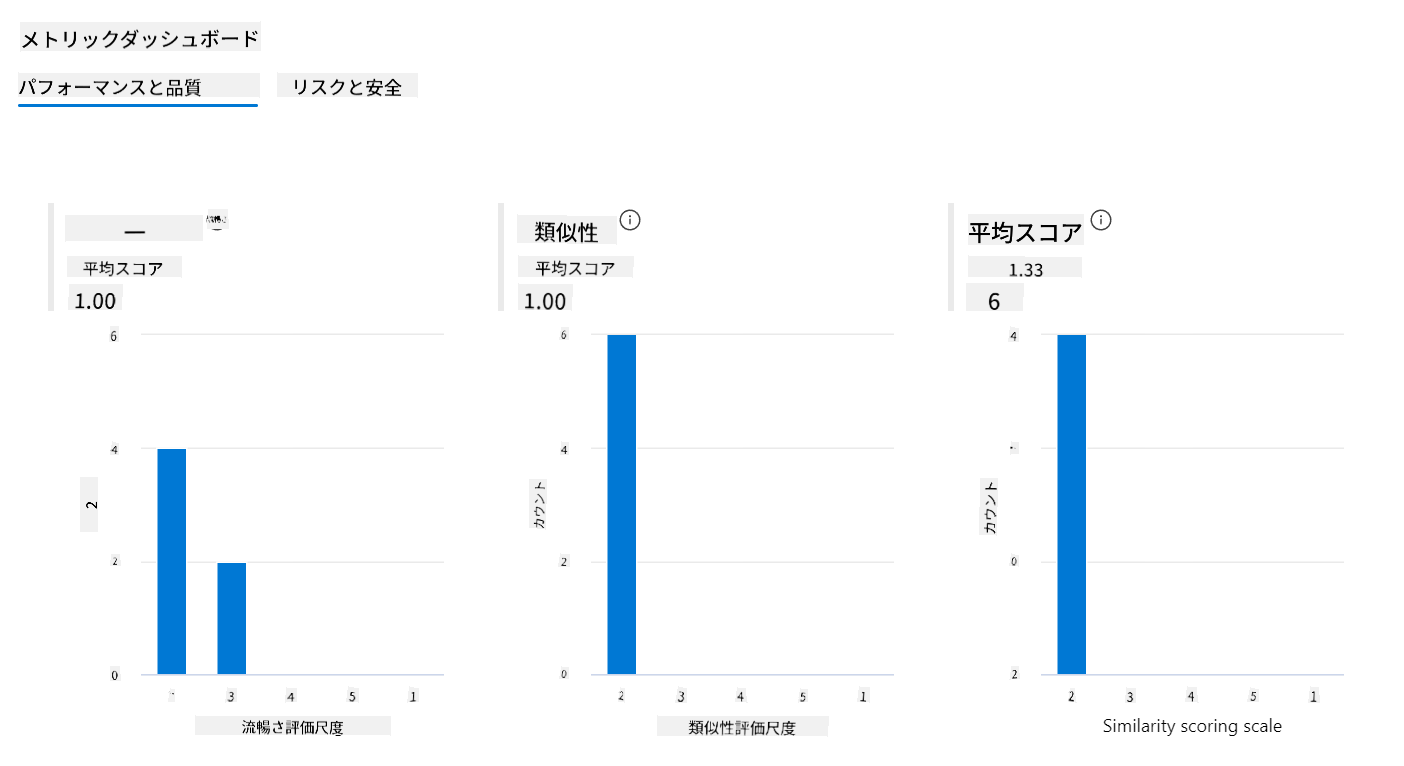 メトリックダッシュボード
パフォーマンスと品質
リスクと安全
一
流暢さ
平均スコア
1.00
6
4
2
2
0
3
4
5
1
流暢さ評価尺度
類似性
平均スコア
1.00
6
4
カウント
2
0
2
3
4
5
1
類似性評価尺度
平均スコア
1.33
6
4
カウント
0
2
2
3
4
5
1
Similarity scoring scale